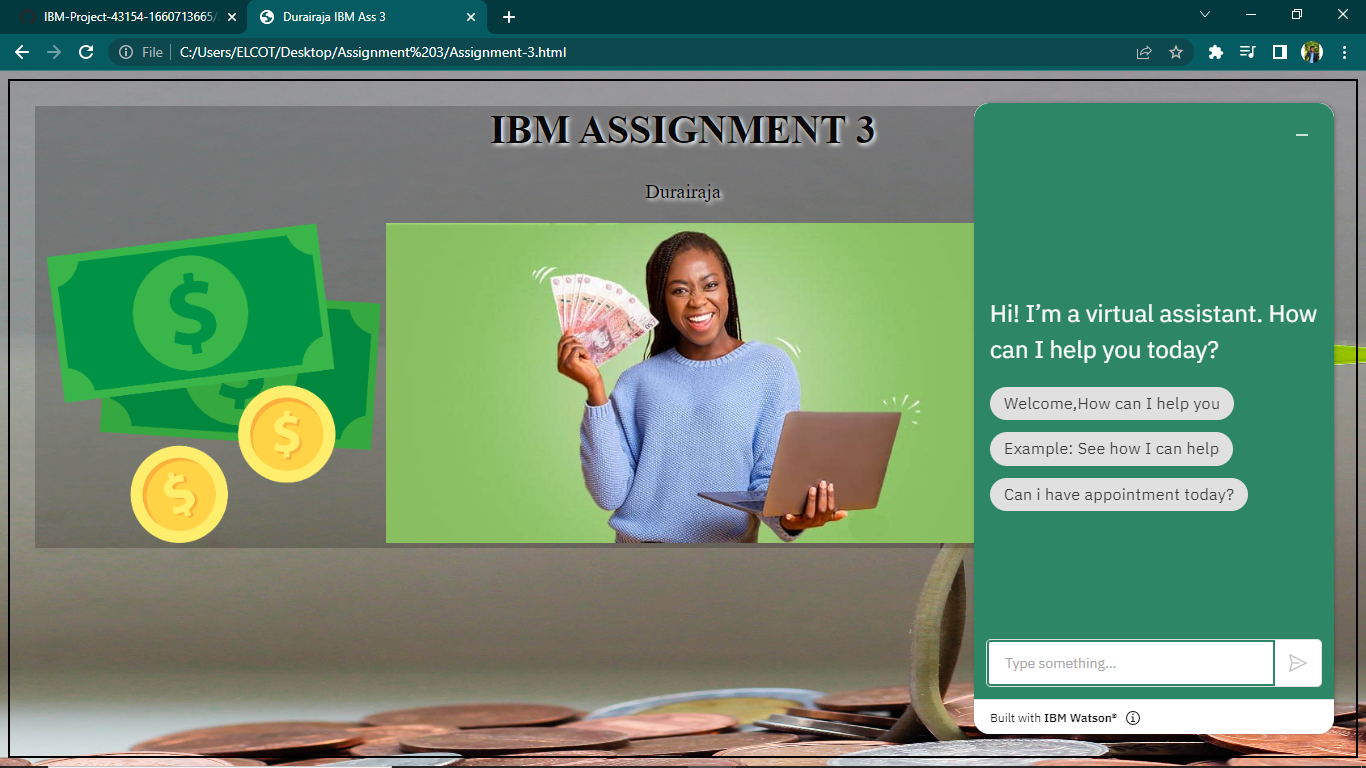 IBM-Project-43154-1660713665/
Durairaja IBM Ass 3
File
C:/Users/ELCOT/Desktop/Assignment%203/Assignment-3.html
IBM ASSIGNMENT 3
Durairaja
$
$
$
$
Hi! I’m a virtual assistant. How
can I help you today?
Welcome,How can I help you
Example: See how I can help
Can i have appointment today?
Type something...
Built with IBM Watson®